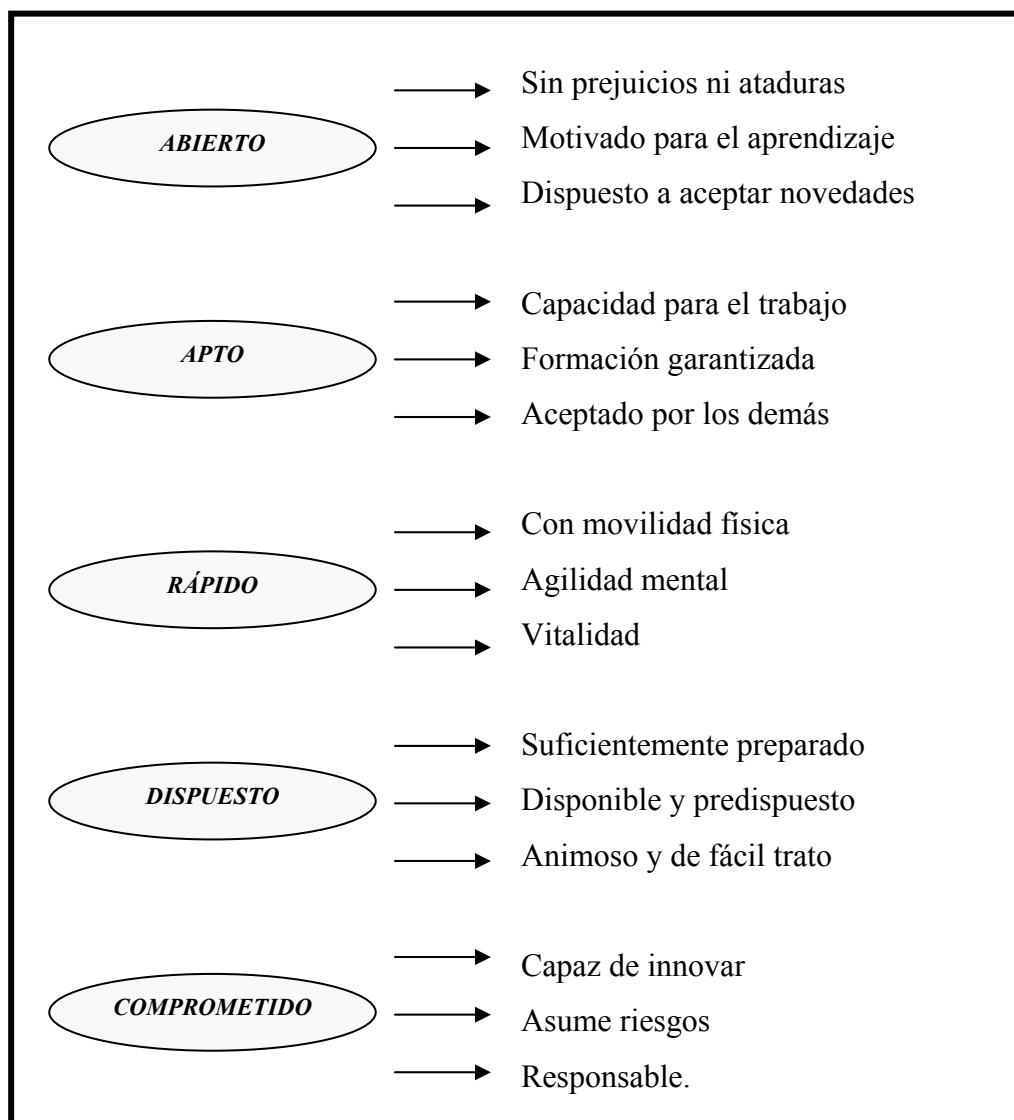 ABIERTO
Sin prejuicios ni ataduras
Motivado para el aprendizaje
Dispuesto a aceptar novedades
APTO
Capacidad para el trabajo
Formación garantizada
Aceptado por los demás
RÁPIDO
Con movilidad física
Agilidad mental
Vitalidad
DISPUESTO
Suficientemente preparado
Disponible y predispuesto
Animoso y de fácil trato
COMPROMETIDO
Capaz de innovar
Asume riesgos
Responsable.